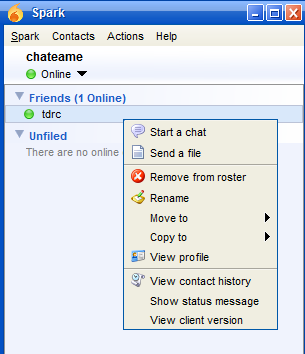 Spark
Spark Contacts Actions Help
chateame
Online
Friends (1 Online)
tdrc
Unfiled
There are no online
Start a chat
Send a file
Remove from roster
Rename
Move to
Copy to
View profile
View contact history
Show status message
View client version